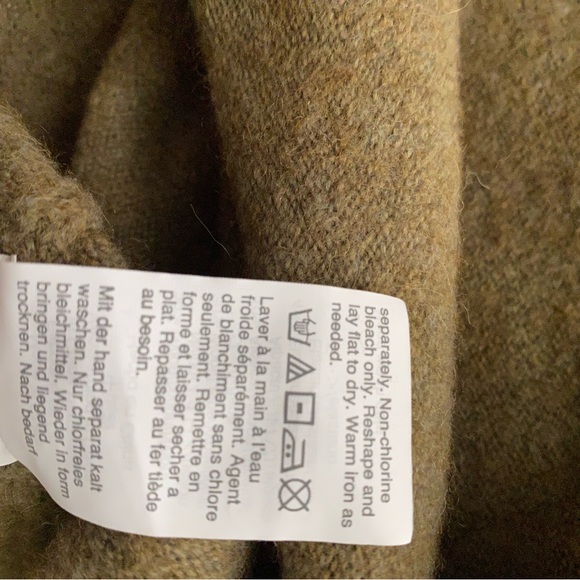 separately. Non-chlorine
bleach only. Reshape and
lay flat to dry. Warm iron as
needed.
Laver à la main à l'eau
froide séparément. Agent
de blanchiment sans chlore
seulement. Remettre en
forme et laisser secher a
plat. Repasser au fer tiède
au besoin.
Mit der hand separat kalt
waschen. Nur chlorfreies
bleichmittel. Wieder in form
bringen und liegend
trocknen. Nach bedarf